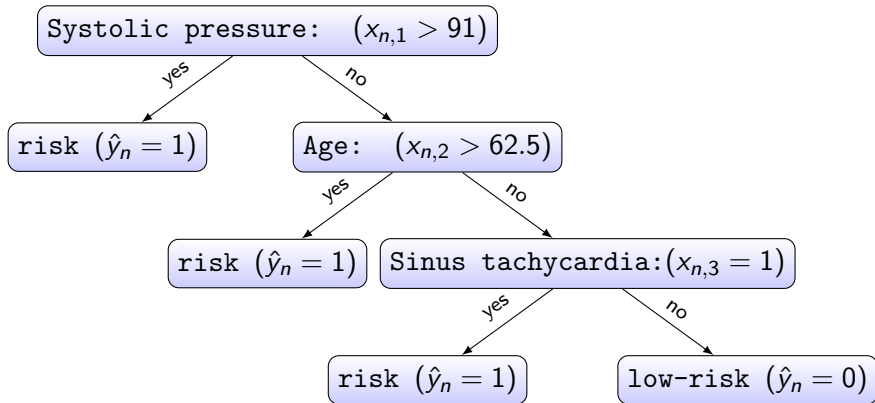 Systolic pressure: (x_{n,1} > 91)
yes
no
risk (ŷ_n = 1)
Age: (x_{n,2} > 62.5)
yes
no
risk (ŷ_n = 1)
Sinus tachycardia:(x_{n,3} = 1)
yes
no
risk (ŷ_n = 1)
low-risk (ŷ_n = 0)